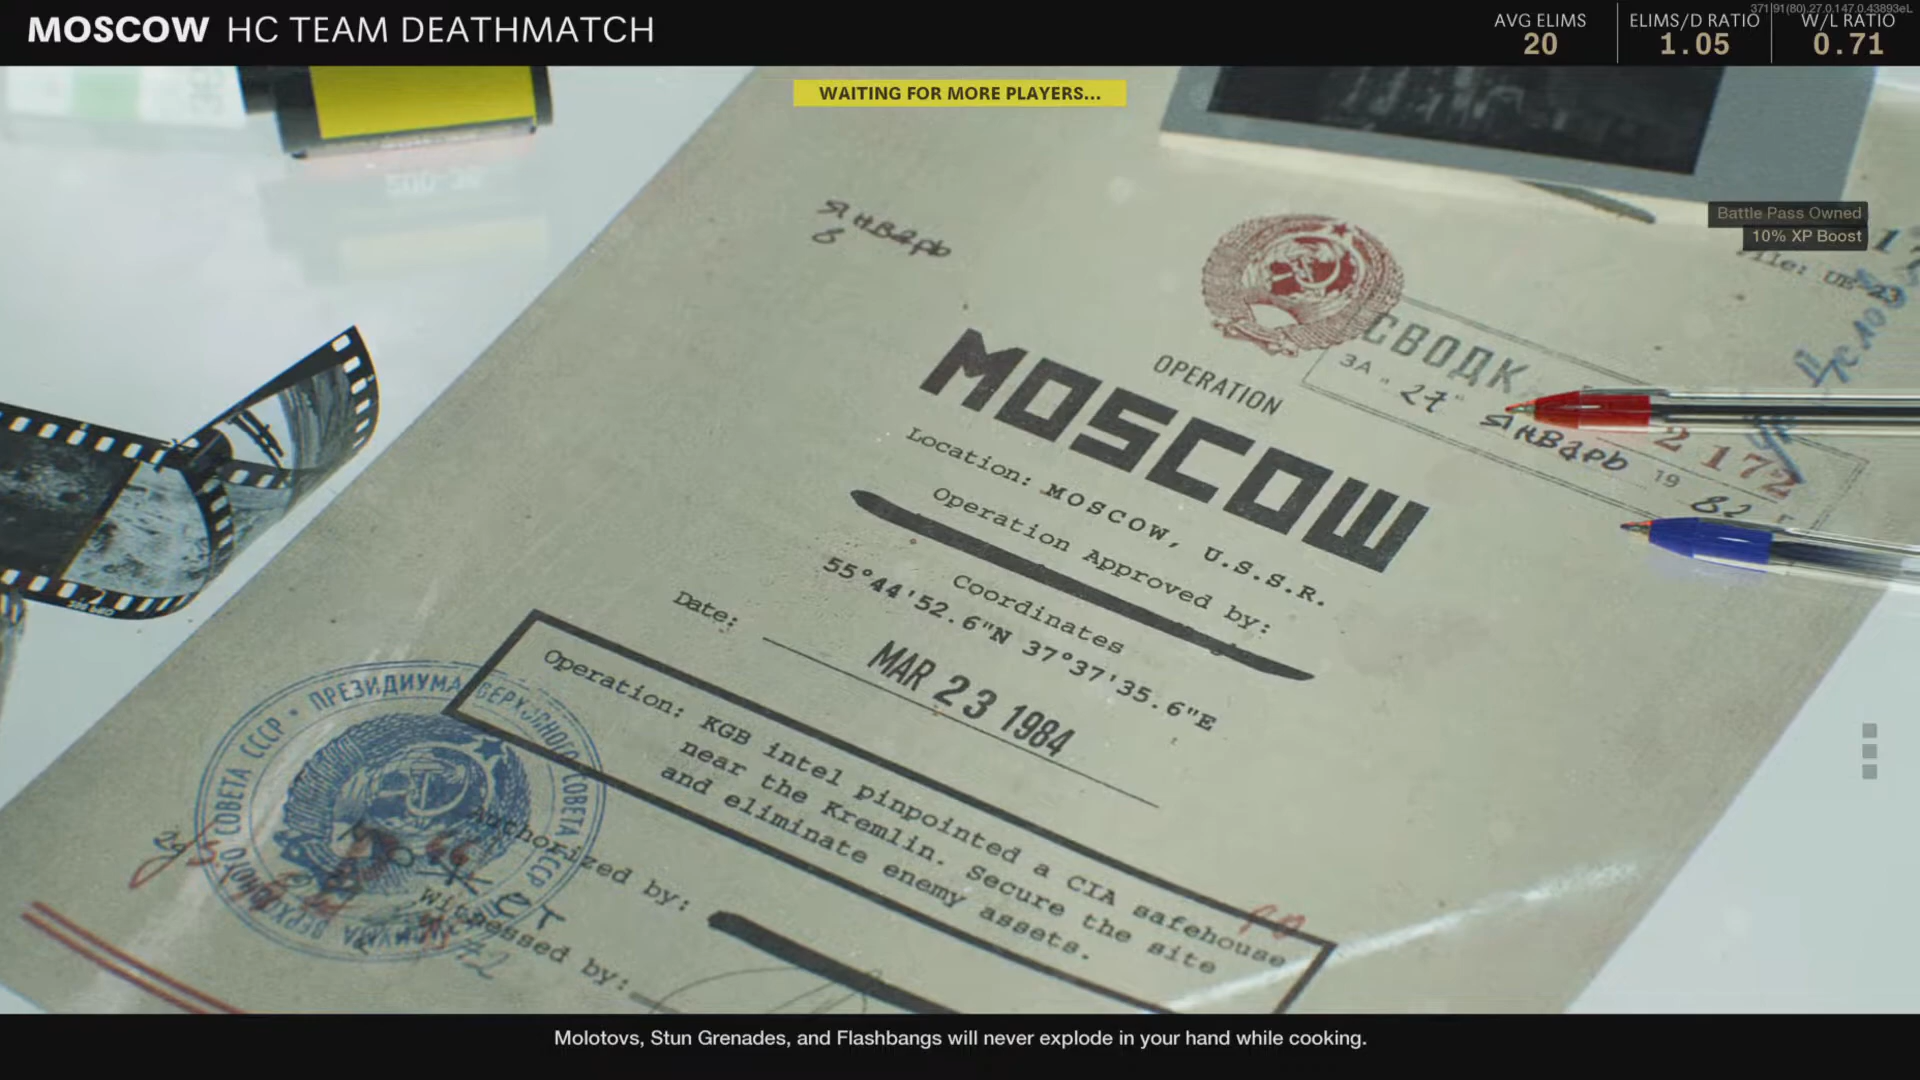 MOSCOW HC TEAM DEATHMATCH
AVG ELIMS
20
ELIMS/D RATIO
1.05
W/L RATIO
0.71
WAITING FOR MORE PLAYERS...
Battle Pass Owned
10% XP Boost
Январь
6
СВОДК
ЗА "27"
Январь 19 82 г
2172
OPERATION
MOSCOW
Location: MOSCOW, U.S.S.R.
Operation Approved by:
Coordinates
55°44'52.6"N 37°37'35.6"E
Date:
MAR 23 1984
Operation: KGB intel pinpointed a CIA safehouse
near the Kremlin. Secure the site
and eliminate enemy assets.
ПРЕЗИДИУМА ВЕРХОВНОГО СОВЕТА СССР
Authorized by:
Witnessed by:
Molotovs, Stun Grenades, and Flashbangs will never explode in your hand while cooking.